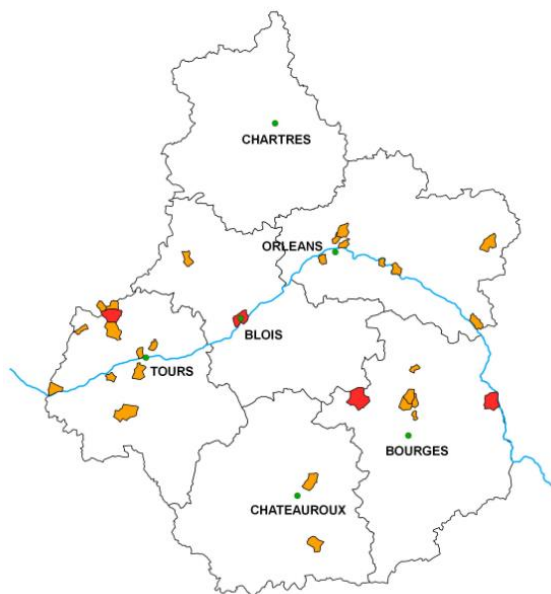 CHARTRES
ORLEANS
BLOIS
TOURS
BOURGES
CHATEAUROUX